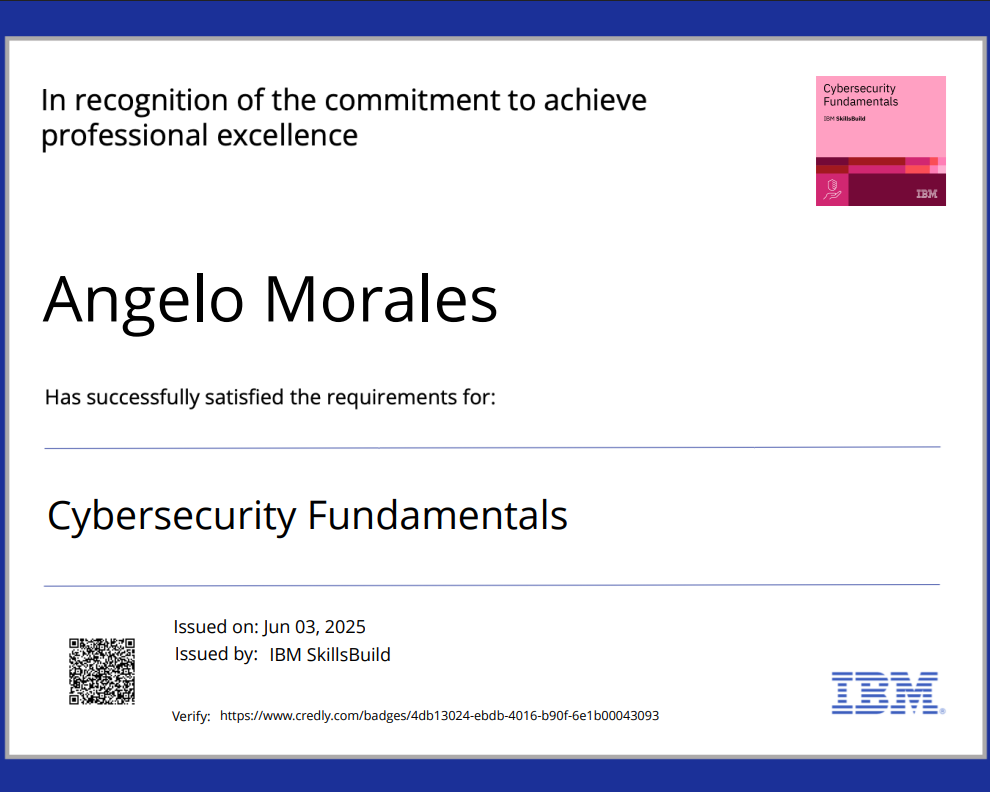 In recognition of the commitment to achieve
professional excellence
Cybersecurity
Fundamentals
IBM SkillsBuild
IBM
Angelo Morales
Has successfully satisfied the requirements for:
Cybersecurity Fundamentals
Issued on: Jun 03, 2025
Issued by: IBM SkillsBuild
Verify: https://www.credly.com/badges/4db13024-ebdb-4016-b90f-6e1b00043093
IBM®